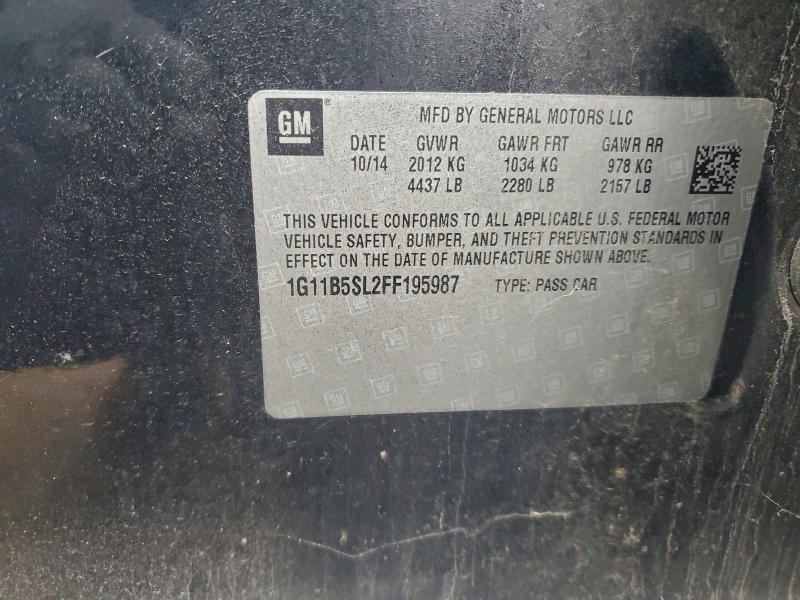 GM ® MFD BY GENERAL MOTORS LLC
DATE GVWR GAWR FRT GAWR RR
10/14 2012 KG 1034 KG 978 KG
4437 LB 2280 LB 2157 LB
THIS VEHICLE CONFORMS TO ALL APPLICABLE U.S. FEDERAL MOTOR
VEHICLE SAFETY, BUMPER, AND THEFT PREVENTION STANDARDS IN
EFFECT ON THE DATE OF MANUFACTURE SHOWN ABOVE.
1G11B5SL2FF195987 TYPE: PASS CAR